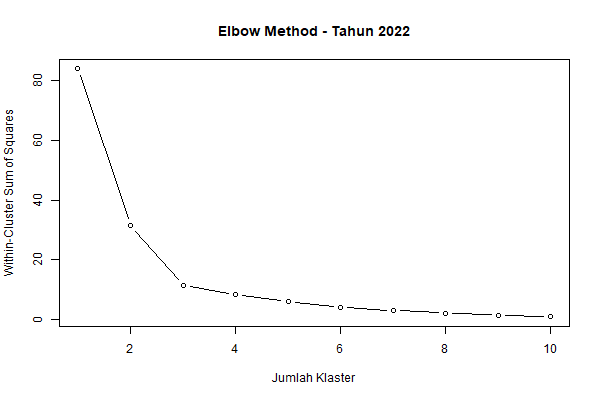 Elbow Method - Tahun 2022
Within-Cluster Sum of Squares
80
60
40
20
0
2 4 6 8 10
Jumlah Klaster